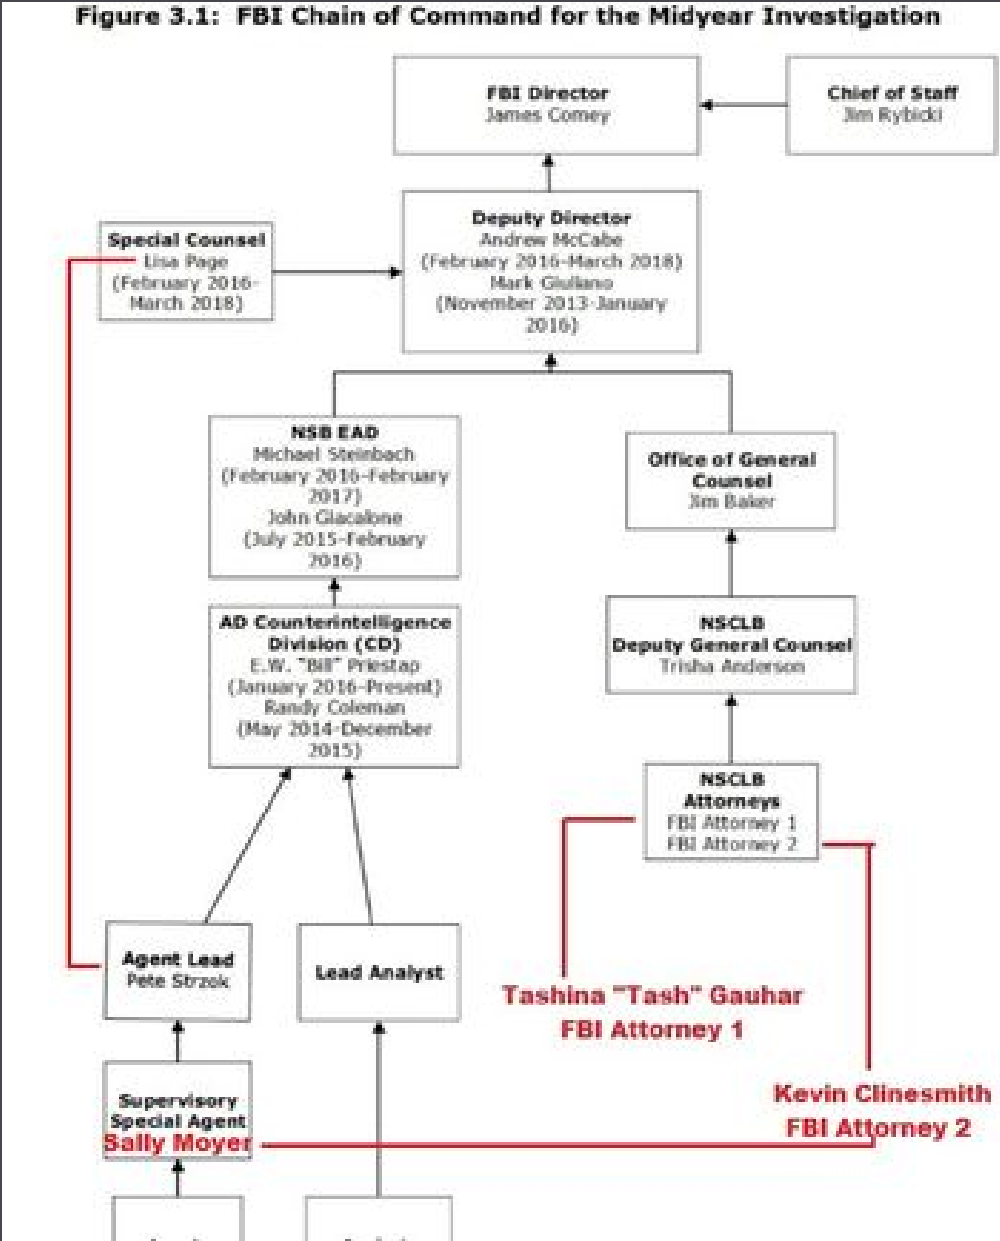 Figure 3.1: FBI Chain of Command for the Midyear Investigation
FBI Director
James Comey
Chief of Staff
Jim Rybicki
Deputy Director
Andrew McCabe
(February 2016-March 2018)
Mark Giuliano
(November 2013-January
2016)
Special Counsel
Lisa Page
(February 2016-
March 2018)
NSB EAD
Michael Steinbach
(February 2016-February
2017)
John Giacalone
(July 2015-February
2016)
Office of General
Counsel
Jim Baker
AD Counterintelligence
Division (CD)
E.W. "Bill" Priestap
(January 2016-Present)
Randy Coleman
(May 2014-December
2015)
NSCLB
Deputy General Counsel
Trisha Anderson
NSCLB
Attorneys
FBI Attorney 1
FBI Attorney 2
Agent Lead
Pete Strzok
Lead Analyst
Tashina "Tash" Gauhar
FBI Attorney 1
Supervisory
Special Agent
Sally Moyer
Kevin Clinesmith
FBI Attorney 2